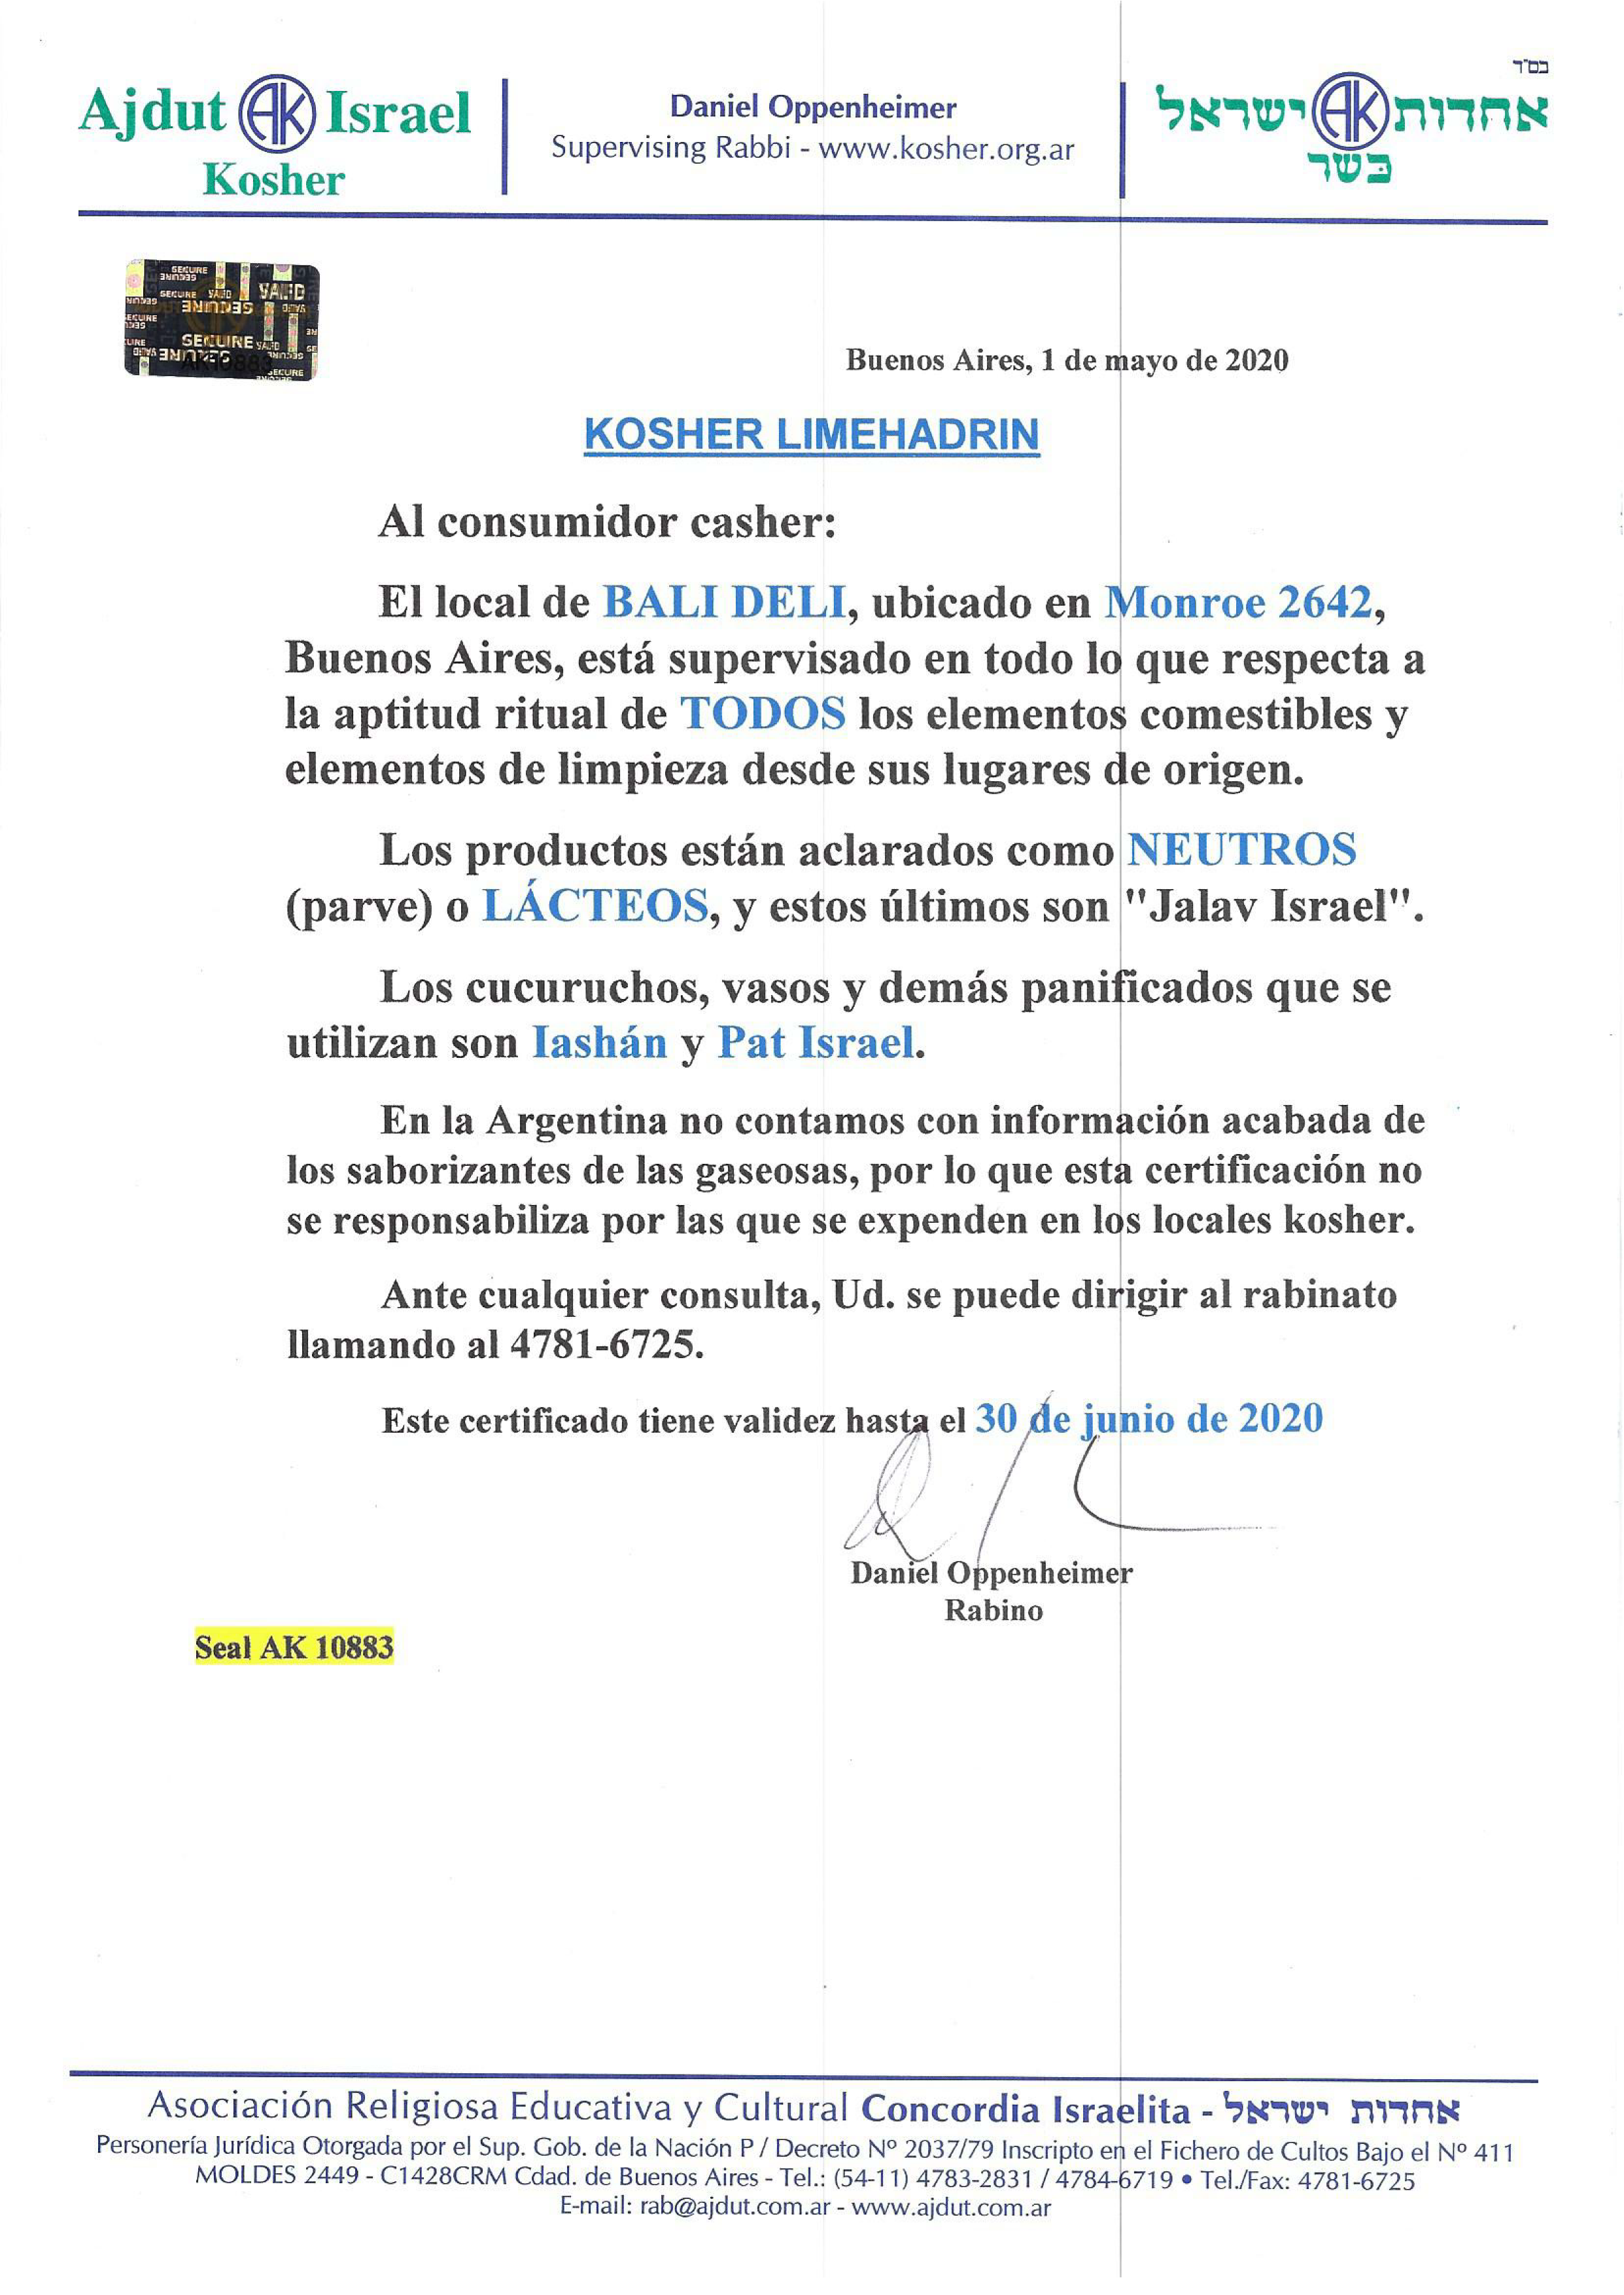 בס"ד
Ajdut AK Israel
Kosher
Daniel Oppenheimer
Supervising Rabbi - www.kosher.org.ar
אחדות AK ישראל
כשר
SECURE
VALID
SECURE
AK10883
Buenos Aires, 1 de mayo de 2020
KOSHER LIMEHADRIN
Al consumidor casher:
El local de BALI DELI, ubicado en Monroe 2642,
Buenos Aires, está supervisado en todo lo que respecta a
la aptitud ritual de TODOS los elementos comestibles y
elementos de limpieza desde sus lugares de origen.
Los productos están aclarados como NEUTROS
(parve) o LÁCTEOS, y estos últimos son "Jalav Israel".
Los cucuruchos, vasos y demás panificados que se
utilizan son Iashán y Pat Israel.
En la Argentina no contamos con información acabada de
los saborizantes de las gaseosas, por lo que esta certificación no
se responsabiliza por las que se expenden en los locales kosher.
Ante cualquier consulta, Ud. se puede dirigir al rabinato
llamando al 4781-6725.
Este certificado tiene validez hasta el 30 de junio de 2020
Daniel Oppenheimer
Rabino
Seal AK 10883
Asociación Religiosa Educativa y Cultural Concordia Israelita - אחדות ישראל
Personería Jurídica Otorgada por el Sup. Gob. de la Nación P / Decreto Nº 2037/79 Inscripto en el Fichero de Cultos Bajo el Nº 411
MOLDES 2449 - C1428CRM Cdad. de Buenos Aires - Tel.: (54-11) 4783-2831 / 4784-6719 • Tel./Fax: 4781-6725
E-mail: rab@ajdut.com.ar - www.ajdut.com.ar